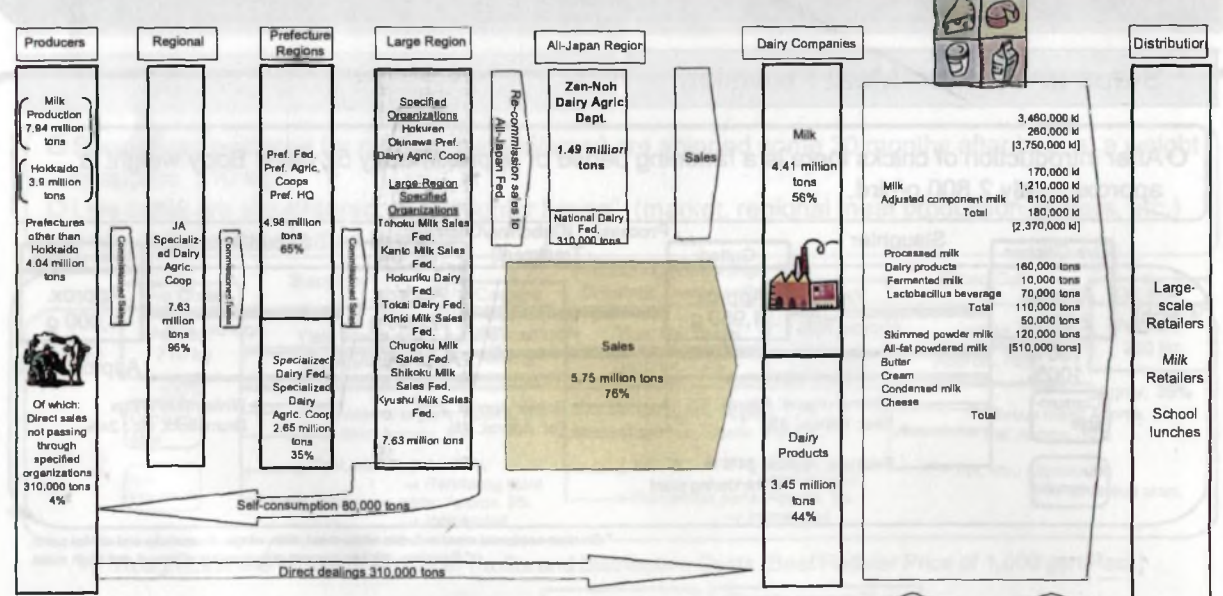 Producers
Regional
Prefecture
Regions
Large Region
All-Japan Region
Dairy Companies
Distribution
Milk
Production
7.94 million
tons
Hokkaido
3.9 million
tons
Prefectures
other than
Hokkaido
4.04 million
tons
Of which:
Direct sales
not passing
through
specified
organizations
310,000 tons
4%
Commissioned Sales
JA
Specializ-
ed Dairy
Agric.
Coop
7.63
million
tons
96%
Commissioned
Pref. Fed.
Pref. Agric.
Coops
Pref. HQ
4.98 million
tons
65%
Specialized
Dairy Fed.
Specialized
Dairy
Agric. Coop
2.65 million
tons
35%
Commissioned Sales
Specified
Organizations
Hokuren
Okinawa Pref.
Dairy Agric. Coop
Large-Region
Specified
Organizations
Tohoku Milk Sales
Fed.
Kanto Milk Sales
Fed.
Hokuriku Dairy
Fed.
Tokai Dairy Fed.
Kinki Milk Sales
Fed.
Chugoku Milk
Sales Fed.
Shikoku Milk
Sales Fed.
Kyushu Milk Sales
Fed.
7.63 million tons
Re-commission sales to
All-Japan Fed.
Zen-Noh
Dairy Agric
Dept.
1.49 million
tons
National Dairy
Fed.
310,000 tons
Sales
Sales
5.75 million tons
76%
Milk
4.41 million
tons
56%
Dairy
Products
3.45 million
tons
44%
3,460,000 kl
260,000 kl
[3,750,000 kl]
170,000 kl
Milk 1,210,000 kl
Adjusted component milk 810,000 kl
Total 180,000 kl
[2,370,000 kl]
Processed milk
Dairy products 160,000 tons
Fermented milk 10,000 tons
Lactobacillus beverage 70,000 tons
Total 110,000 tons
50,000 tons
Skimmed powder milk 120,000 tons
All-fat powdered milk [510,000 tons]
Butter
Cream
Condensed milk
Cheese
Total
Large-
scale
Retailers
Milk
Retailers
School
lunches
Self-consumption 80,000 tons
Direct dealings 310,000 tons